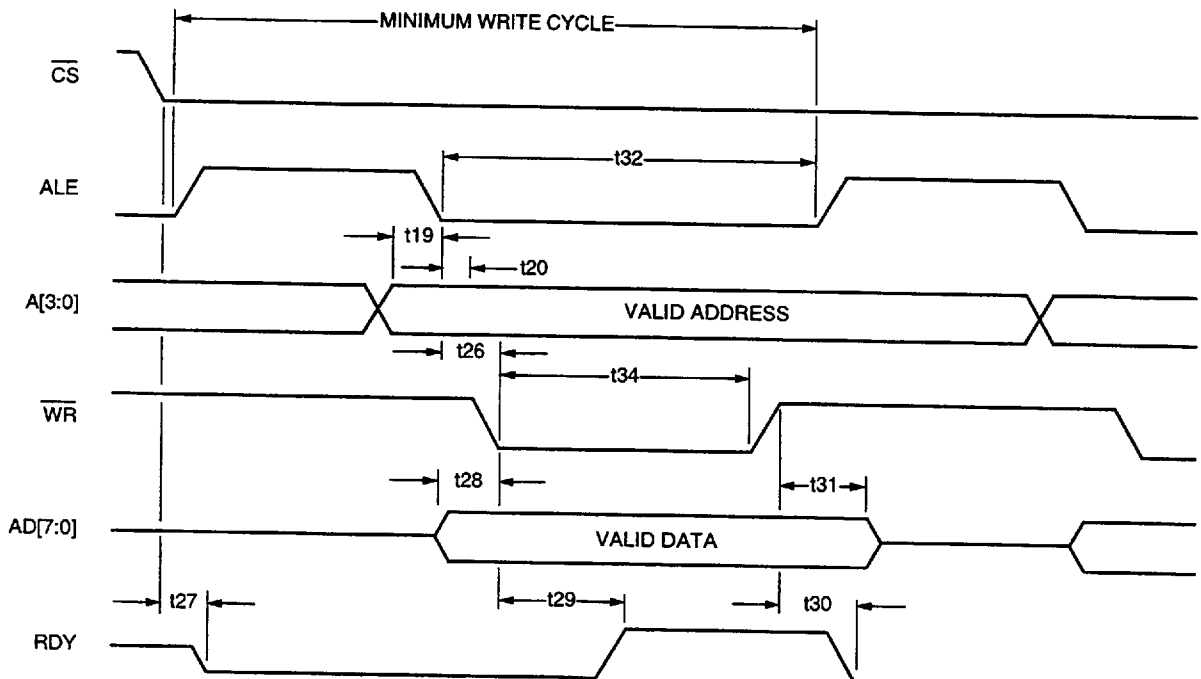 MINIMUM WRITE CYCLE
CS
t32
ALE
t19
t20
A[3:0]
VALID ADDRESS
t26
t34
WR
t28
t31
AD[7:0]
VALID DATA
t27
t29
t30
RDY